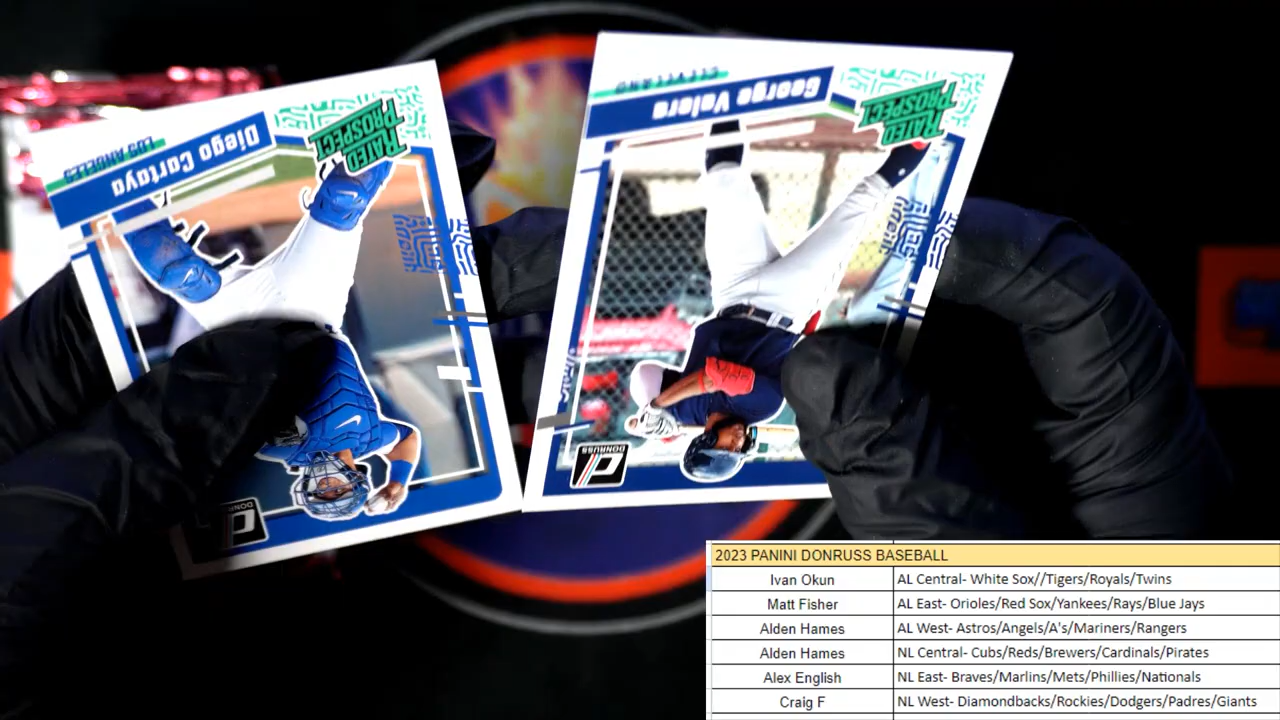 Diego Cartaya
LOS ANGELES
RATED
PROSPECT
DONRUSS
George Valera
CLEVELAND
RATED
PROSPECT
DONRUSS
2023 PANINI DONRUSS BASEBALL
Ivan Okun AL Central- White Sox//Tigers/Royals/Twins
Matt Fisher AL East- Orioles/Red Sox/Yankees/Rays/Blue Jays
Alden Hames AL West- Astros/Angels/A's/Mariners/Rangers
Alden Hames NL Central- Cubs/Reds/Brewers/Cardinals/Pirates
Alex English NL East- Braves/Marlins/Mets/Phillies/Nationals
Craig F NL West- Diamondbacks/Rockies/Dodgers/Padres/Giants